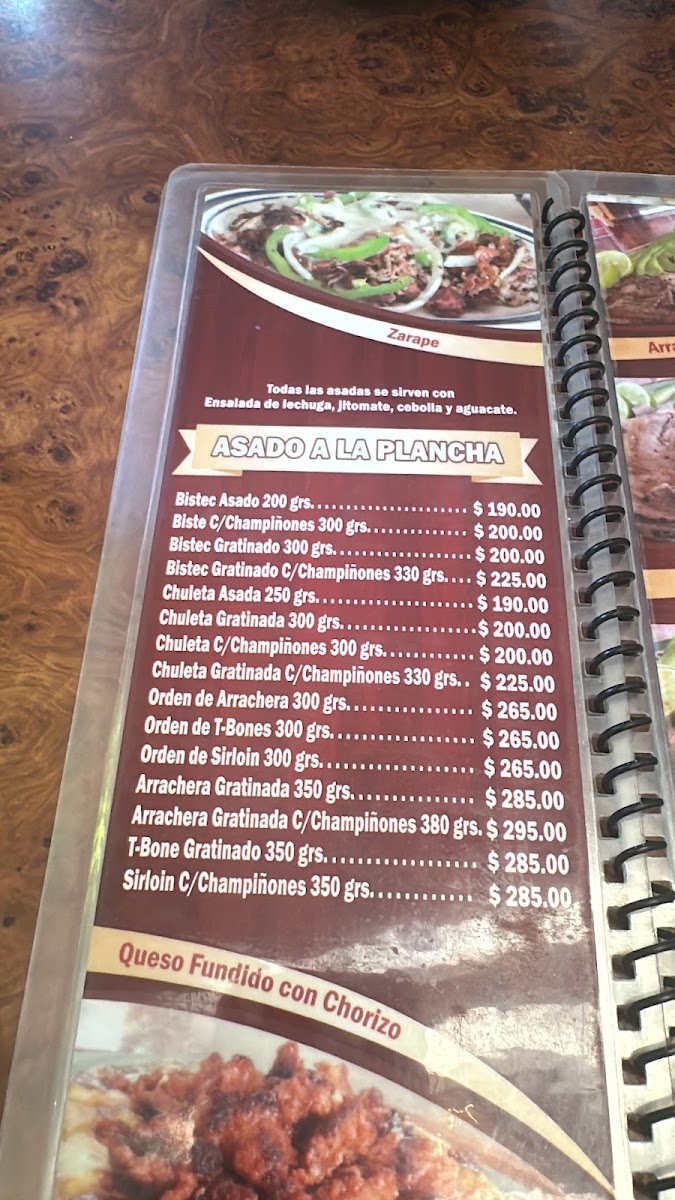 Zarape
Arra
Todas las asadas se sirven con
Ensalada de lechuga, jitomate, cebolla y aguacate.
ASADO A LA PLANCHA
Bistec Asado 200 grs....................... $ 190.00
Biste C/Champiñones 300 grs............... $ 200.00
Bistec Gratinado 300 grs.................... $ 200.00
Bistec Gratinado C/Champiñones 330 grs.... $ 225.00
Chuleta Asada 250 grs....................... $ 190.00
Chuleta Gratinada 300 grs....................$ 200.00
Chuleta C/Champiñones 300 grs............. $ 200.00
Chuleta Gratinada C/Champiñones 330 grs.. $ 225.00
Orden de Arrachera 300 grs................. $ 265.00
Orden de T-Bones 300 grs................... $ 265.00
Orden de Sirloin 300 grs.................... $ 265.00
Arrachera Gratinada 350 grs................ $ 285.00
Arrachera Gratinada C/Champiñones 380 grs. $ 295.00
T-Bone Gratinado 350 grs................... $ 285.00
Sirloin C/Champiñones 350 grs............. $ 285.00
Queso Fundido con Chorizo